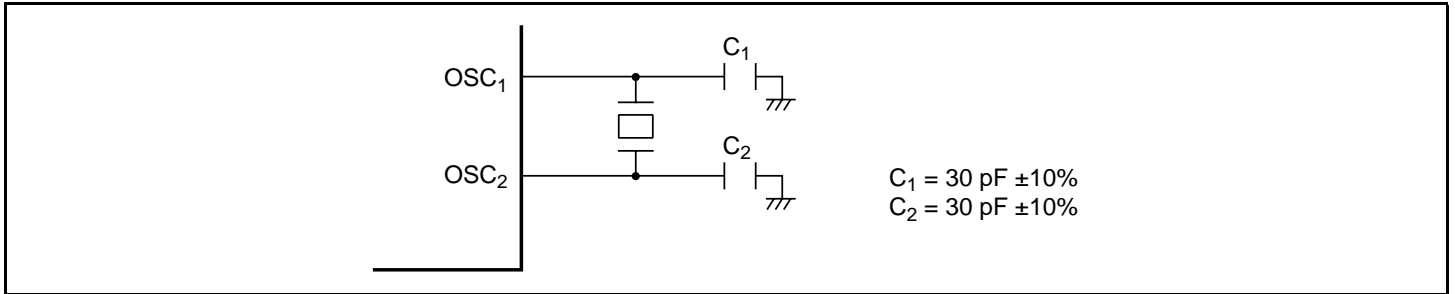 C₁
OSC₁
C₂
OSC₂
C₁ = 30 pF ±10%
C₂ = 30 pF ±10%